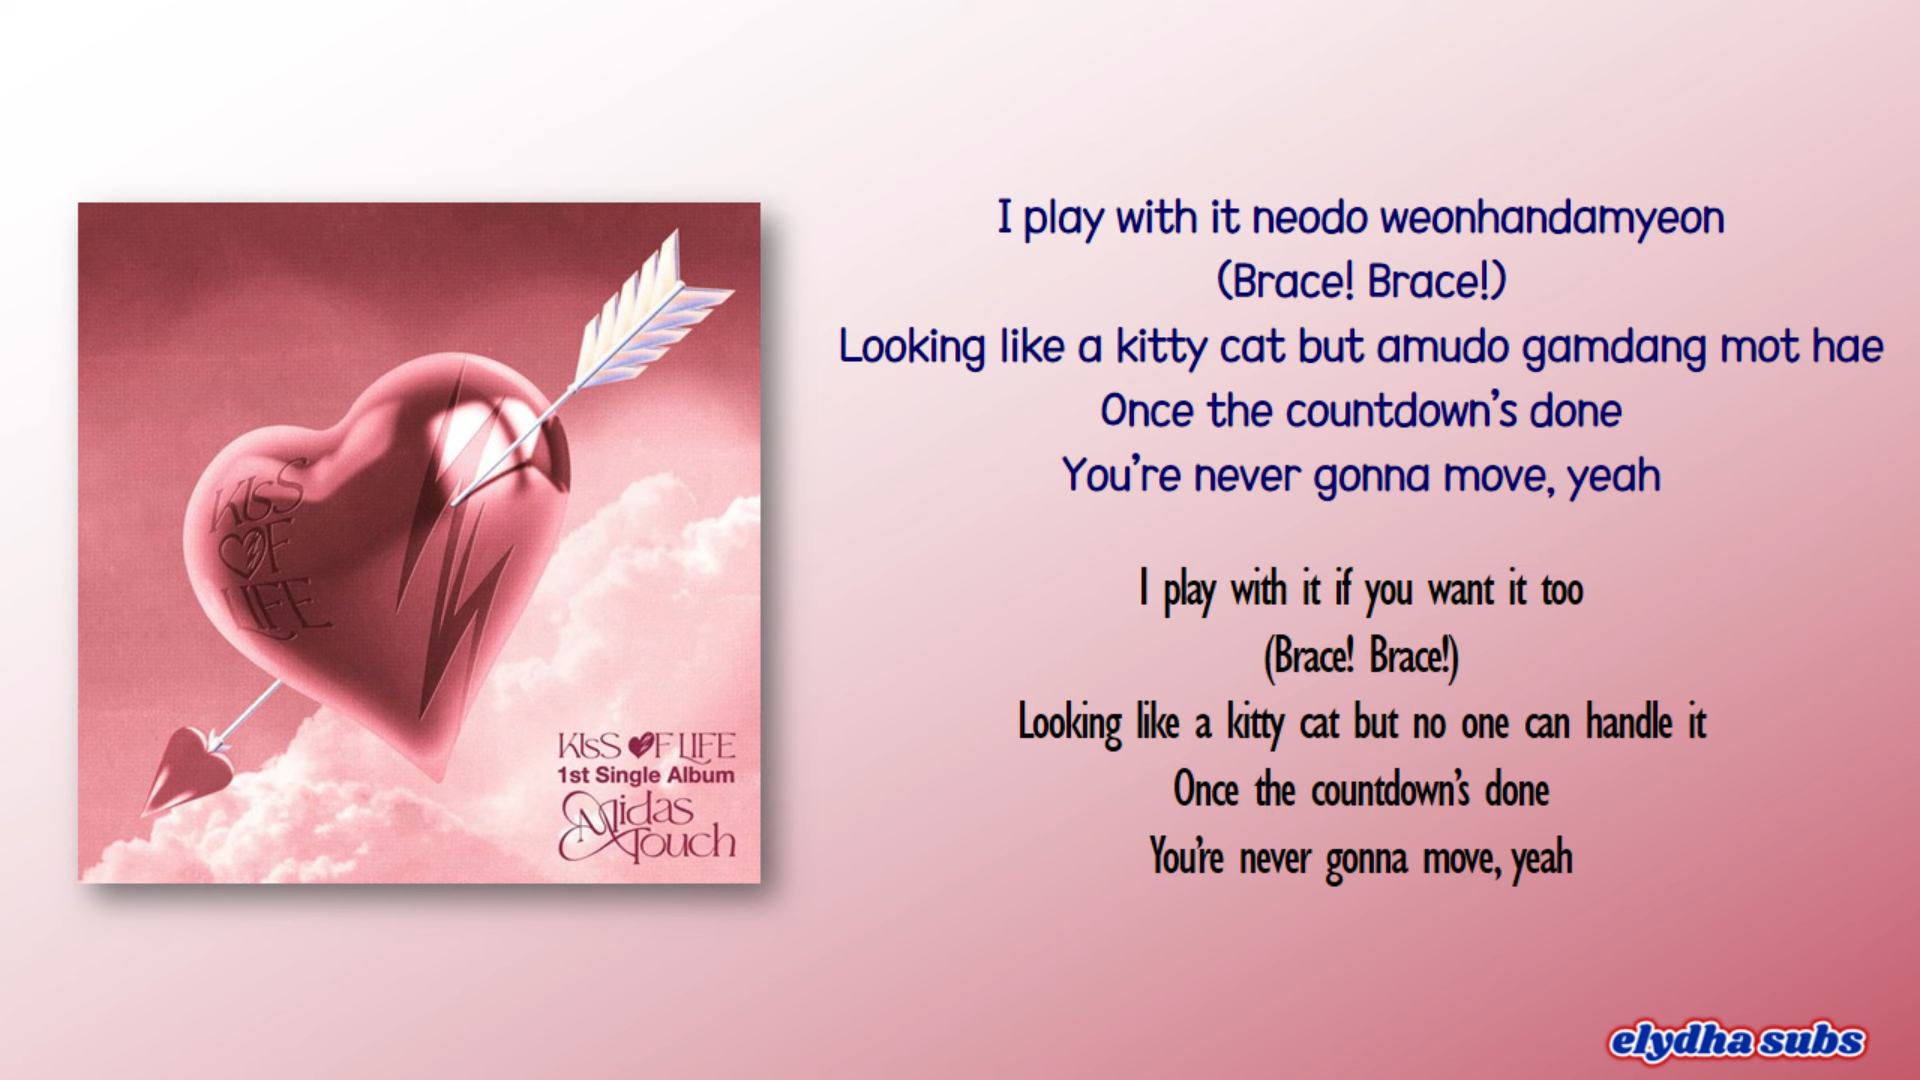 KISS
OF
LIFE
KISS OF LIFE
1st Single Album
Midas
Touch
I play with it neodo weonhandamyeon
(Brace! Brace!)
Looking like a kitty cat but amudo gamdang mot hae
Once the countdown’s done
You’re never gonna move, yeah
I play with it if you want it too
(Brace! Brace!)
Looking like a kitty cat but no one can handle it
Once the countdown’s done
You’re never gonna move, yeah
elydha subs